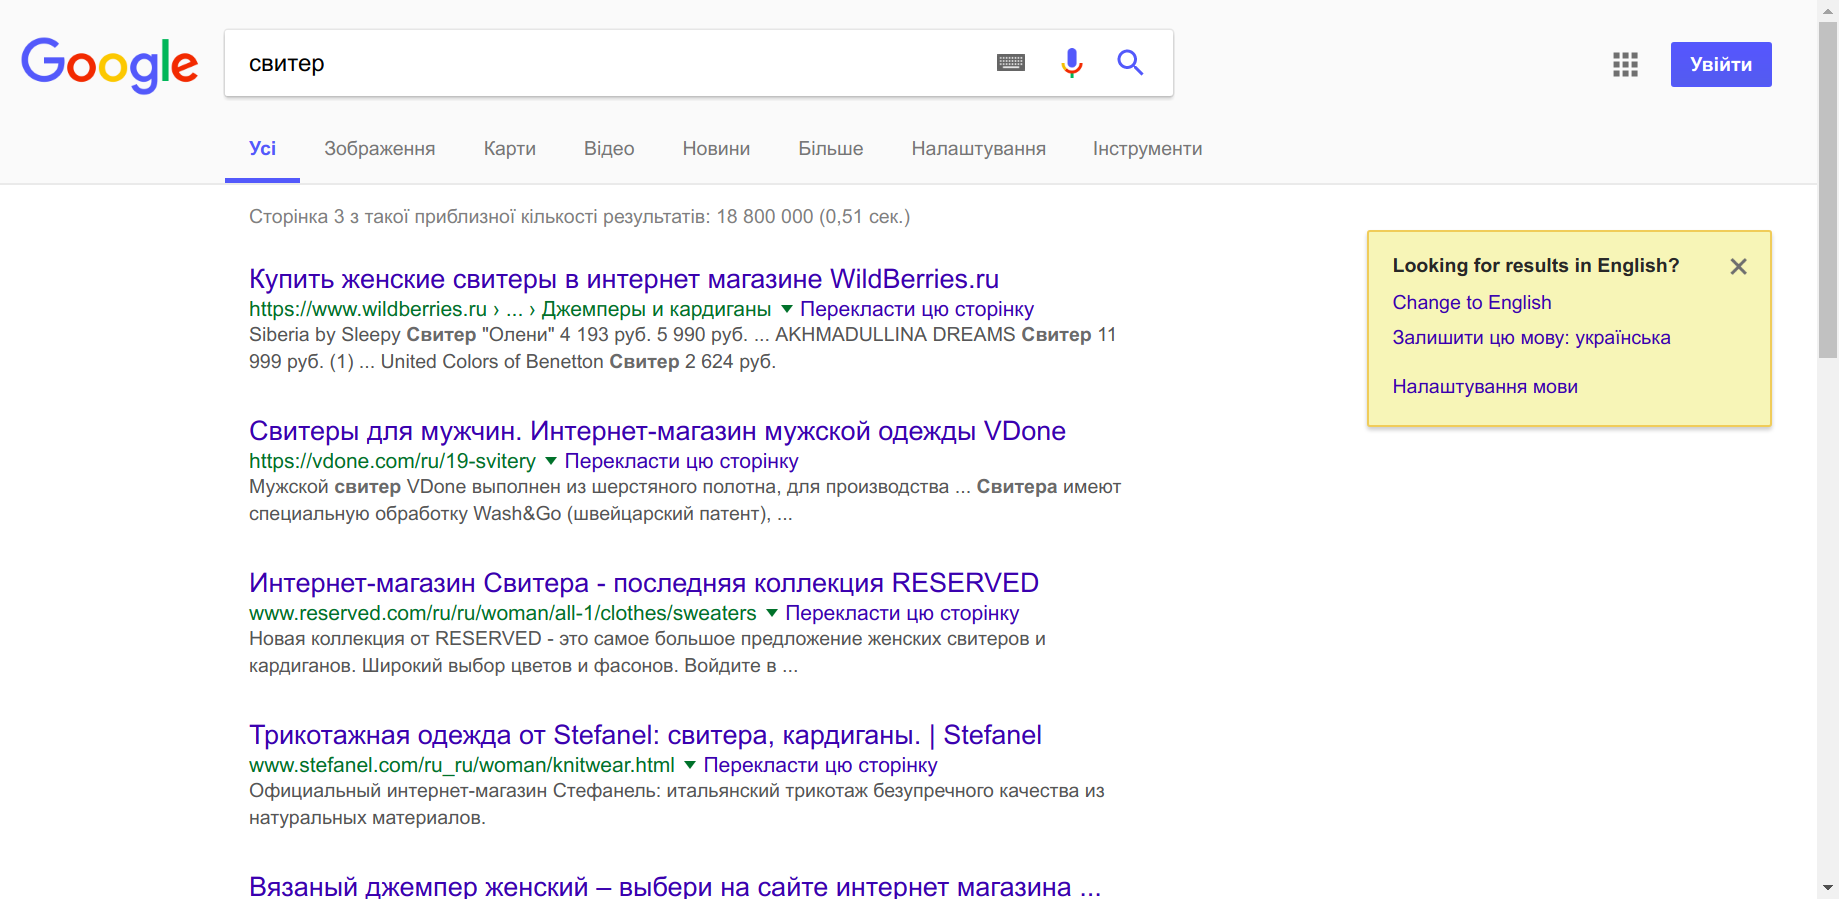 Google
свитер
Увійти
Усі Зображення Карти Відео Новини Більше Налаштування Інструменти
Сторінка 3 з такої приблизної кількості результатів: 18 800 000 (0,51 сек.)
Купить женские свитеры в интернет магазине WildBerries.ru
https://www.wildberries.ru › ... › Джемперы и кардиганы ▼ Перекласти цю сторінку
Siberia by Sleepy Свитер "Олени" 4 193 руб. 5 990 руб. ... AKHMADULLINA DREAMS Свитер 11
999 руб. (1) ... United Colors of Benetton Свитер 2 624 руб.
Свитеры для мужчин. Интернет-магазин мужской одежды VDone
https://vdone.com/ru/19-svitery ▼ Перекласти цю сторінку
Мужской свитер VDone выполнен из шерстяного полотна, для производства ... Свитера имеют
специальную обработку Wash&Go (швейцарский патент), ...
Интернет-магазин Свитера - последняя коллекция RESERVED
www.reserved.com/ru/ru/woman/all-1/clothes/sweaters ▼ Перекласти цю сторінку
Новая коллекция от RESERVED - это самое большое предложение женских свитеров и
кардиганов. Широкий выбор цветов и фасонов. Войдите в ...
Трикотажная одежда от Stefanel: свитера, кардиганы. | Stefanel
www.stefanel.com/ru_ru/woman/knitwear.html ▼ Перекласти цю сторінку
Официальный интернет-магазин Стефанель: итальянский трикотаж безупречного качества из
натуральных материалов.
Вязаный джемпер женский – выбери на сайте интернет магазина ...
Looking for results in English?
Change to English
Залишити цю мову: українська
Налаштування мови